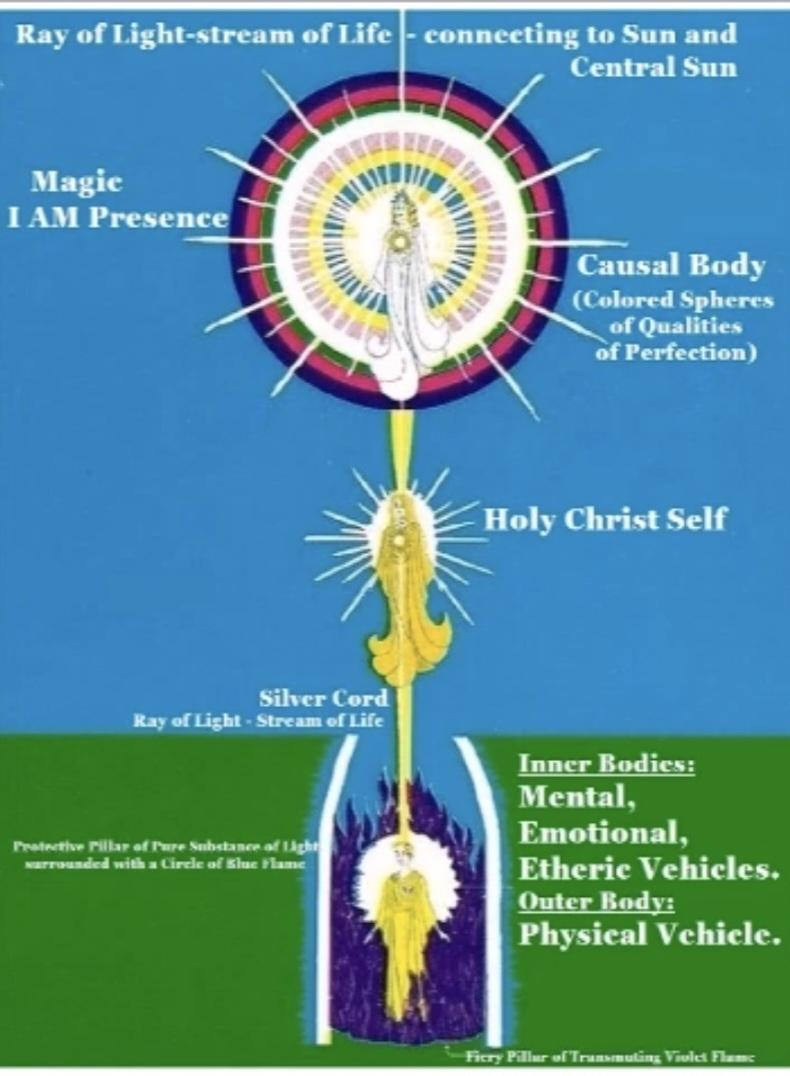 Ray of Light-stream of Life - connecting to Sun and
Central Sun
Magic
I AM Presence
Causal Body
(Colored Spheres
of Qualities
of Perfection)
Holy Christ Self
Silver Cord
Ray of Light - Stream of Life
Inner Bodies:
Mental,
Emotional,
Etheric Vehicles.
Outer Body:
Physical Vehicle.
Protective Pillar of Pure Substance of Light
surrounded with a Circle of Blue Flame
Fiery Pillar of Transmuting Violet Flame